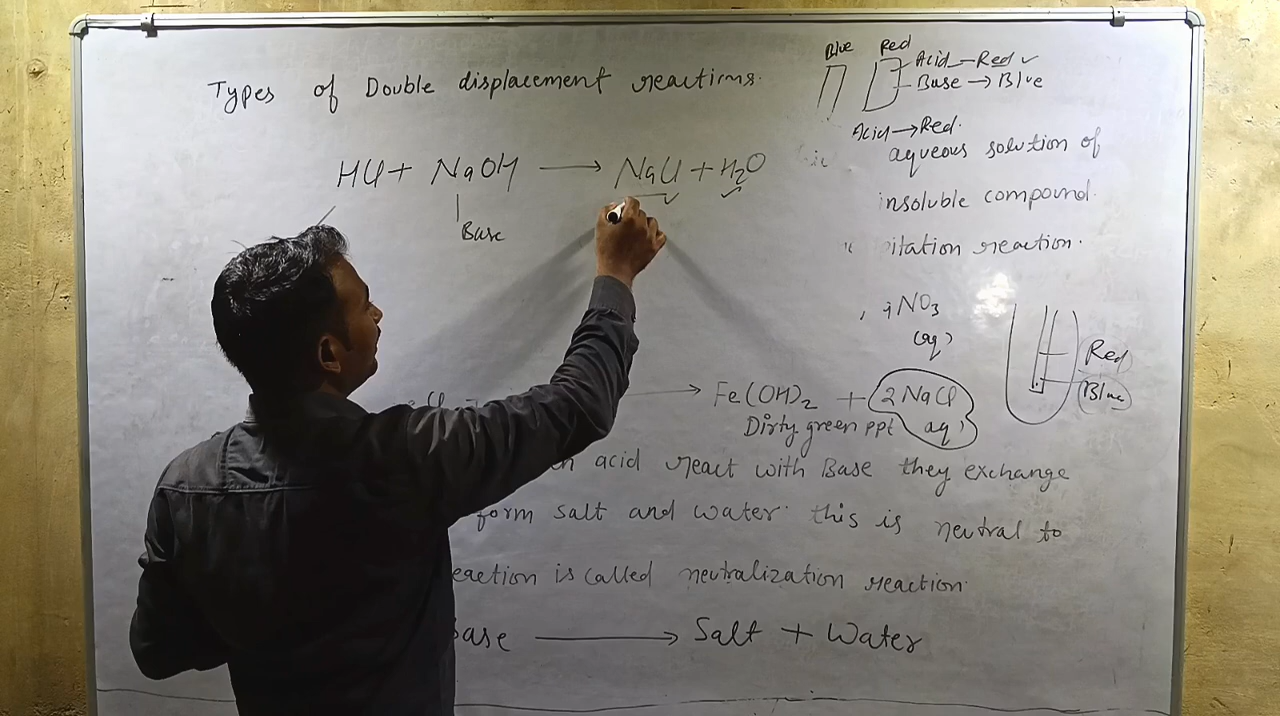 Types of Double displacement reactions.
Blue Red
Acid — Red ✓
Base → Blue
Acid → Red.
HCl + NaOH ⟶ NaCl + H₂O
Base
aqueous solution of
insoluble compound.
itation reaction.
NO₃
(aq)
Red
Blue
⟶ Fe(OH)₂ + 2NaCl
Dirty green ppt aq)
acid react with Base they exchange
form salt and water. this is neutral to
eaction is called neutralization reaction.
Base ⟶ Salt + Water